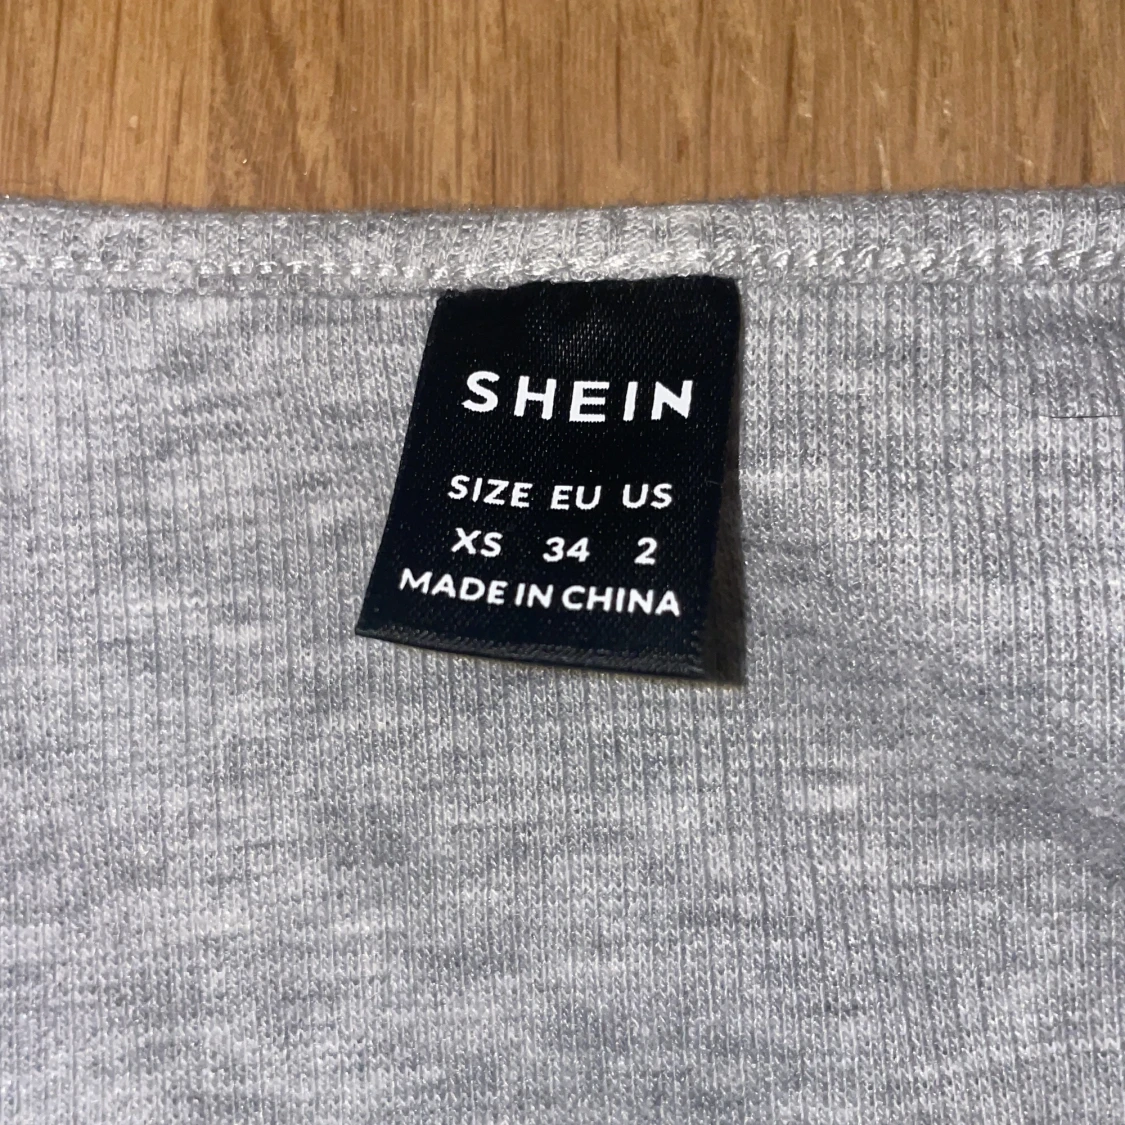 SHEIN
SIZE EU US
XS 34 2
MADE IN CHINA